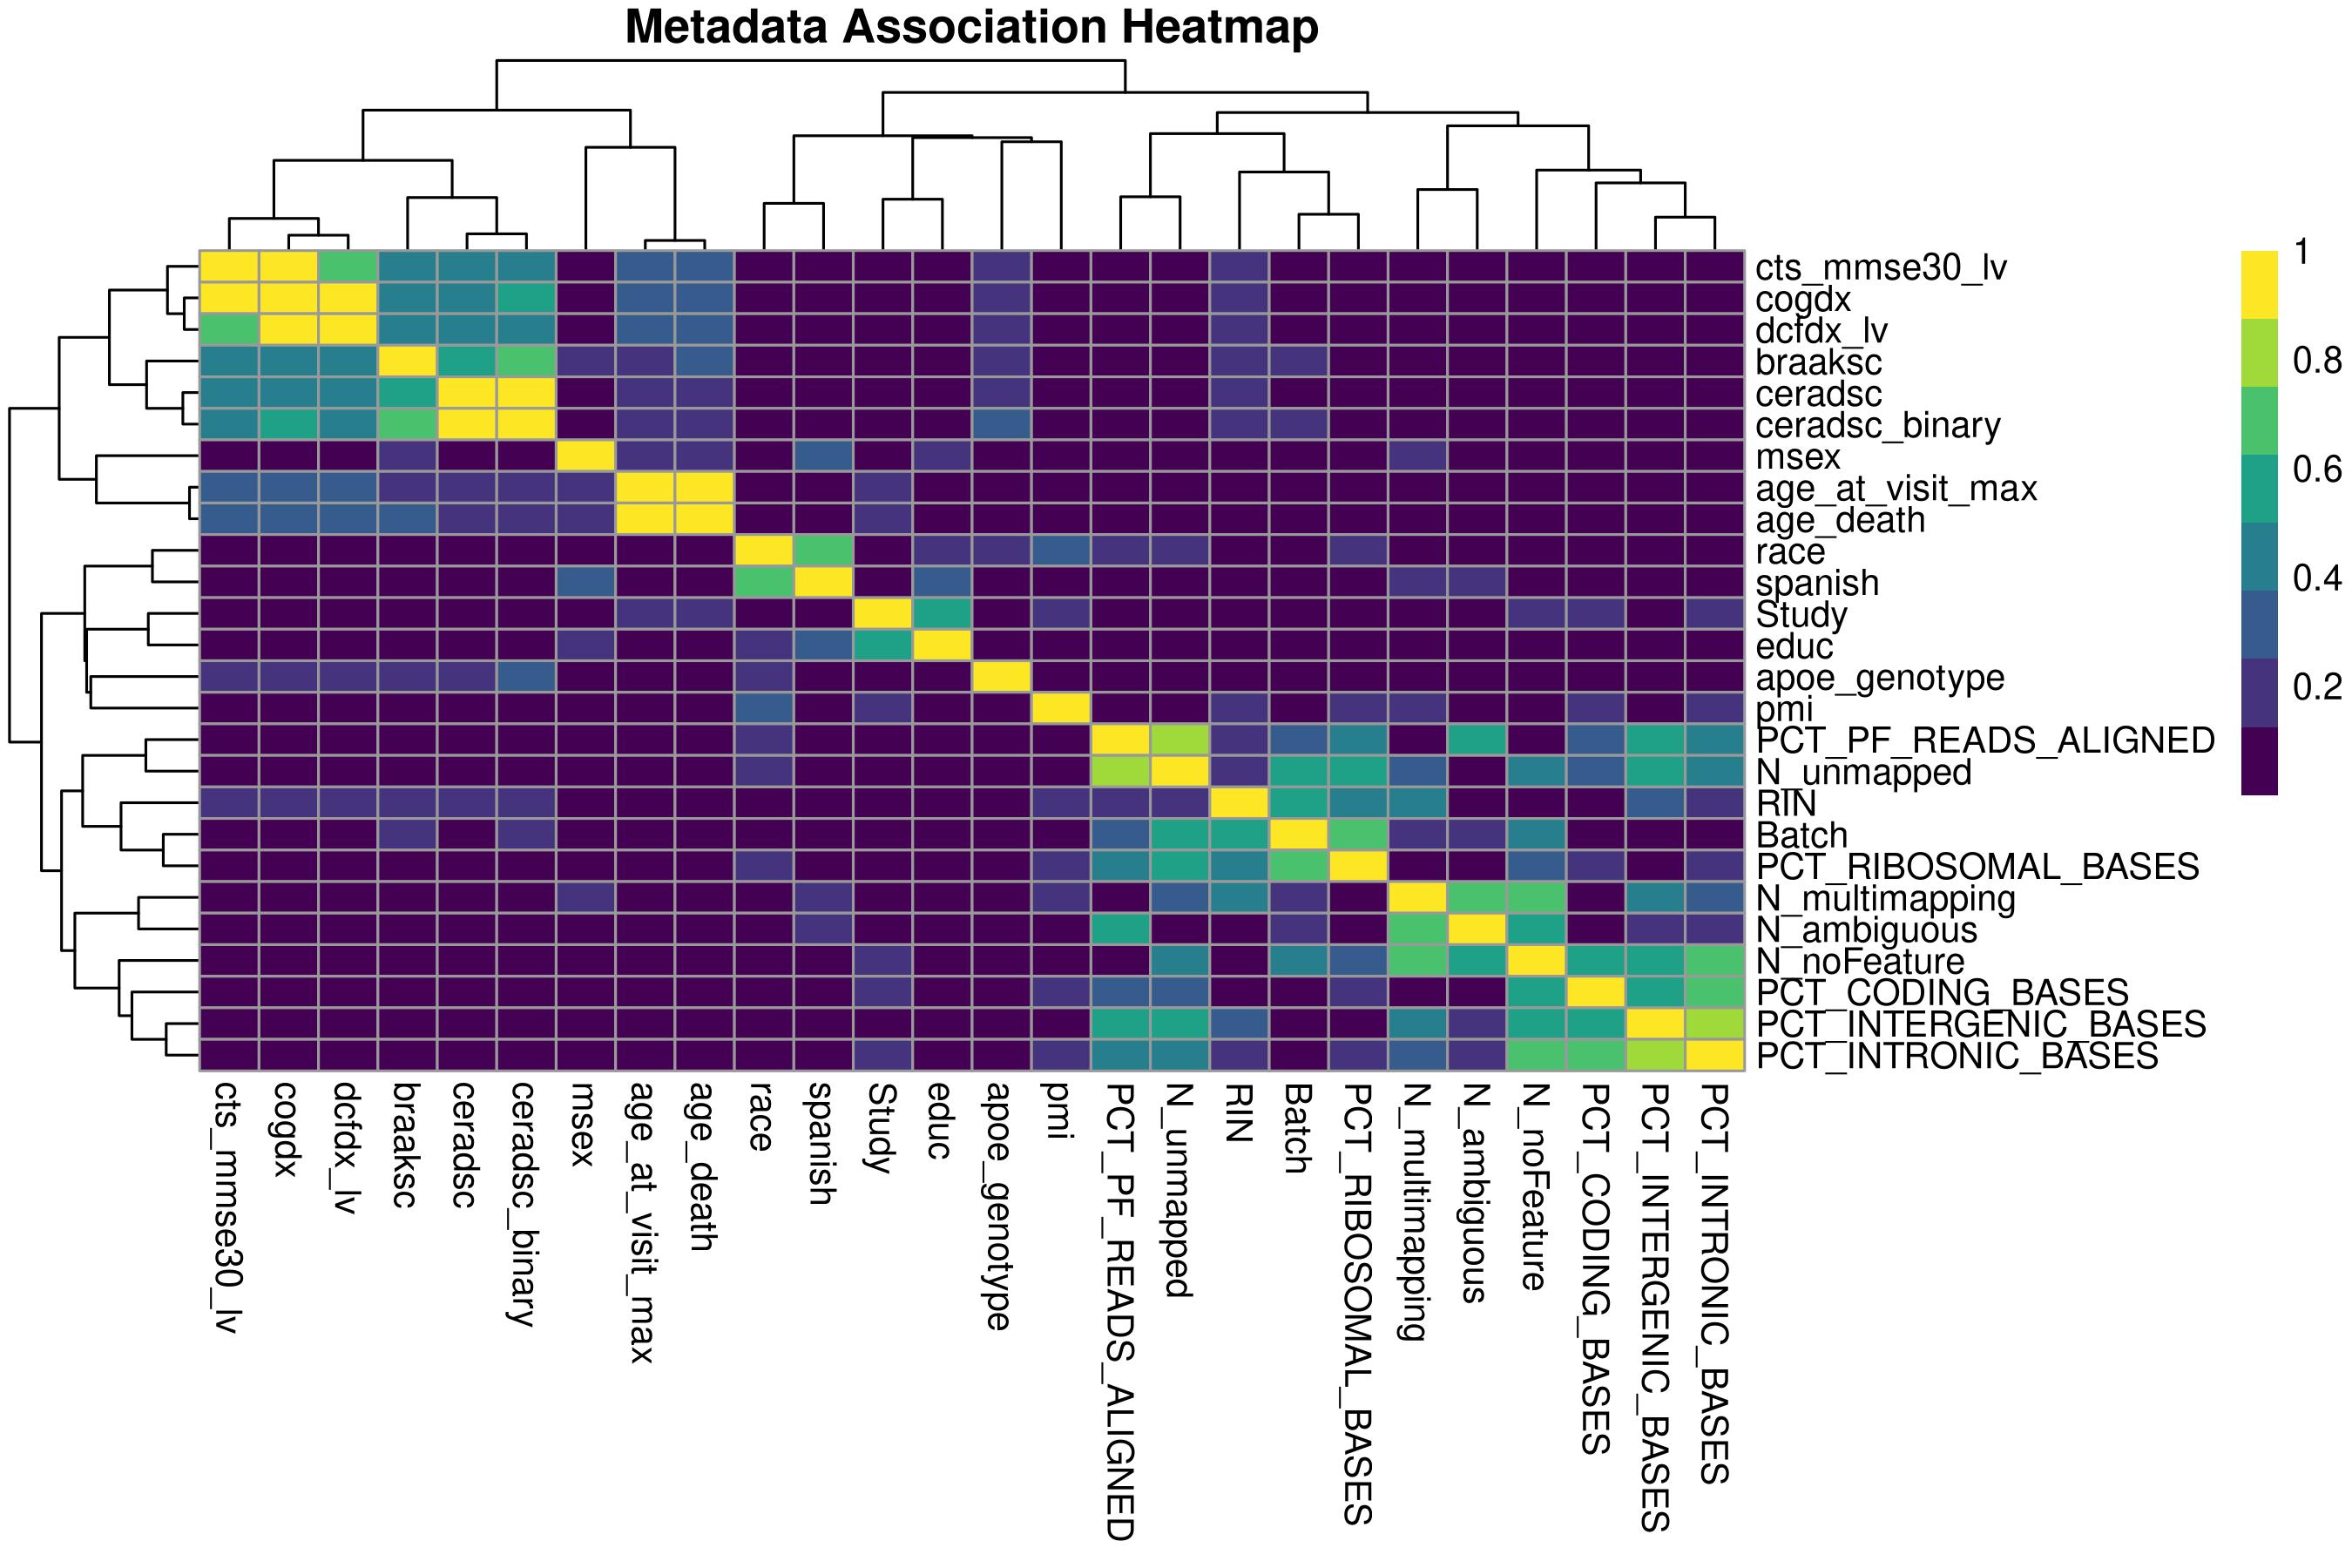 Metadata Association Heatmap
cts_mmse30_lv
cogdx
dcfdx_lv
braaksc
ceradsc
ceradsc_binary
msex
age_at_visit_max
age_death
race
spanish
Study
educ
apoe_genotype
pmi
PCT_PF_READS_ALIGNED
N_unmapped
RIN
Batch
PCT_RIBOSOMAL_BASES
N_multimapping
N_ambiguous
N_noFeature
PCT_CODING_BASES
PCT_INTERGENIC_BASES
PCT_INTRONIC_BASES
1
0.8
0.6
0.4
0.2
cts_mmse30_lv
cogdx
dcfdx_lv
braaksc
ceradsc
ceradsc_binary
msex
age_at_visit_max
age_death
race
spanish
Study
educ
apoe_genotype
pmi
PCT_PF_READS_ALIGNED
N_unmapped
RIN
Batch
PCT_RIBOSOMAL_BASES
N_multimapping
N_ambiguous
N_noFeature
PCT_CODING_BASES
PCT_INTERGENIC_BASES
PCT_INTRONIC_BASES